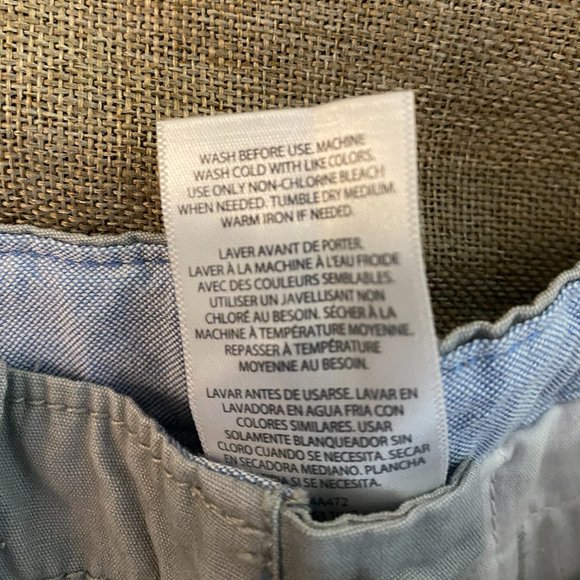 WASH BEFORE USE. MACHINE
WASH COLD WITH LIKE COLORS.
USE ONLY NON-CHLORINE BLEACH
WHEN NEEDED. TUMBLE DRY MEDIUM.
WARM IRON IF NEEDED.
LAVER AVANT DE PORTER.
LAVER À LA MACHINE À L'EAU FROIDE
AVEC DES COULEURS SEMBLABLES.
UTILISER UN JAVELLISANT NON
CHLORÉ AU BESOIN. SÉCHER À LA
MACHINE À TEMPÉRATURE MOYENNE.
REPASSER À TEMPÉRATURE
MOYENNE AU BESOIN.
LAVAR ANTES DE USARSE. LAVAR EN
LAVADORA EN AGUA FRIA CON
COLORES SIMILARES. USAR
SOLAMENTE BLANQUEADOR SIN
CLORO CUANDO SE NECESITA. SECAR
EN SECADORA MEDIANO. PLANCHA
SI SE NECESITA.